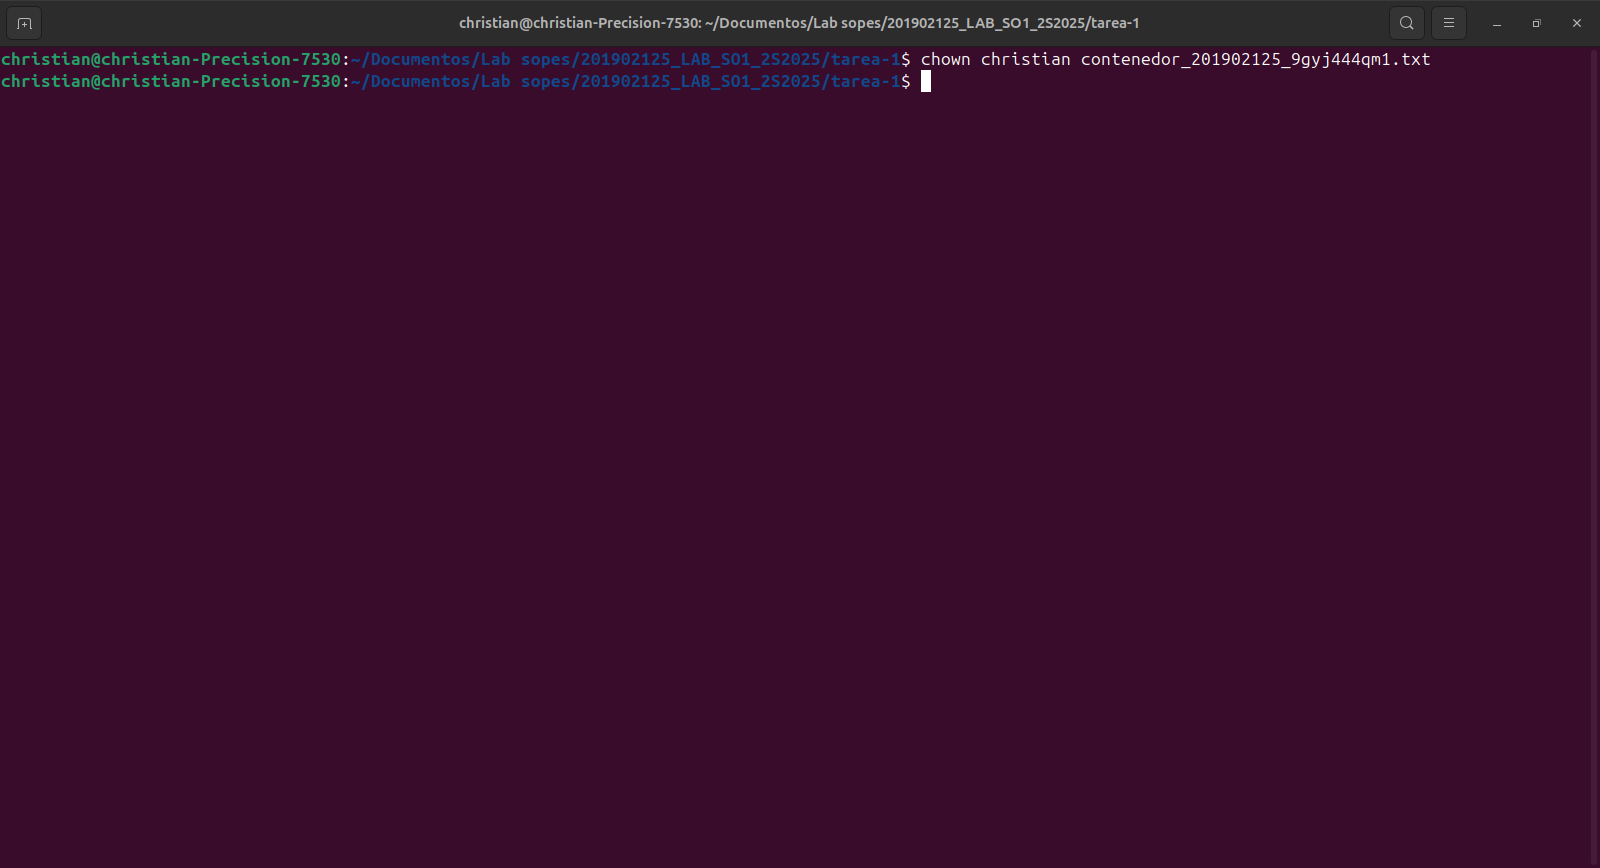 christian@christian-Precision-7530: ~/Documentos/Lab sopes/201902125_LAB_SO1_2S2025/tarea-1
christian@christian-Precision-7530:~/Documentos/Lab sopes/201902125_LAB_SO1_2S2025/tarea-1$ chown christian contenedor_201902125_9gyj444qm1.txt
christian@christian-Precision-7530:~/Documentos/Lab sopes/201902125_LAB_SO1_2S2025/tarea-1$